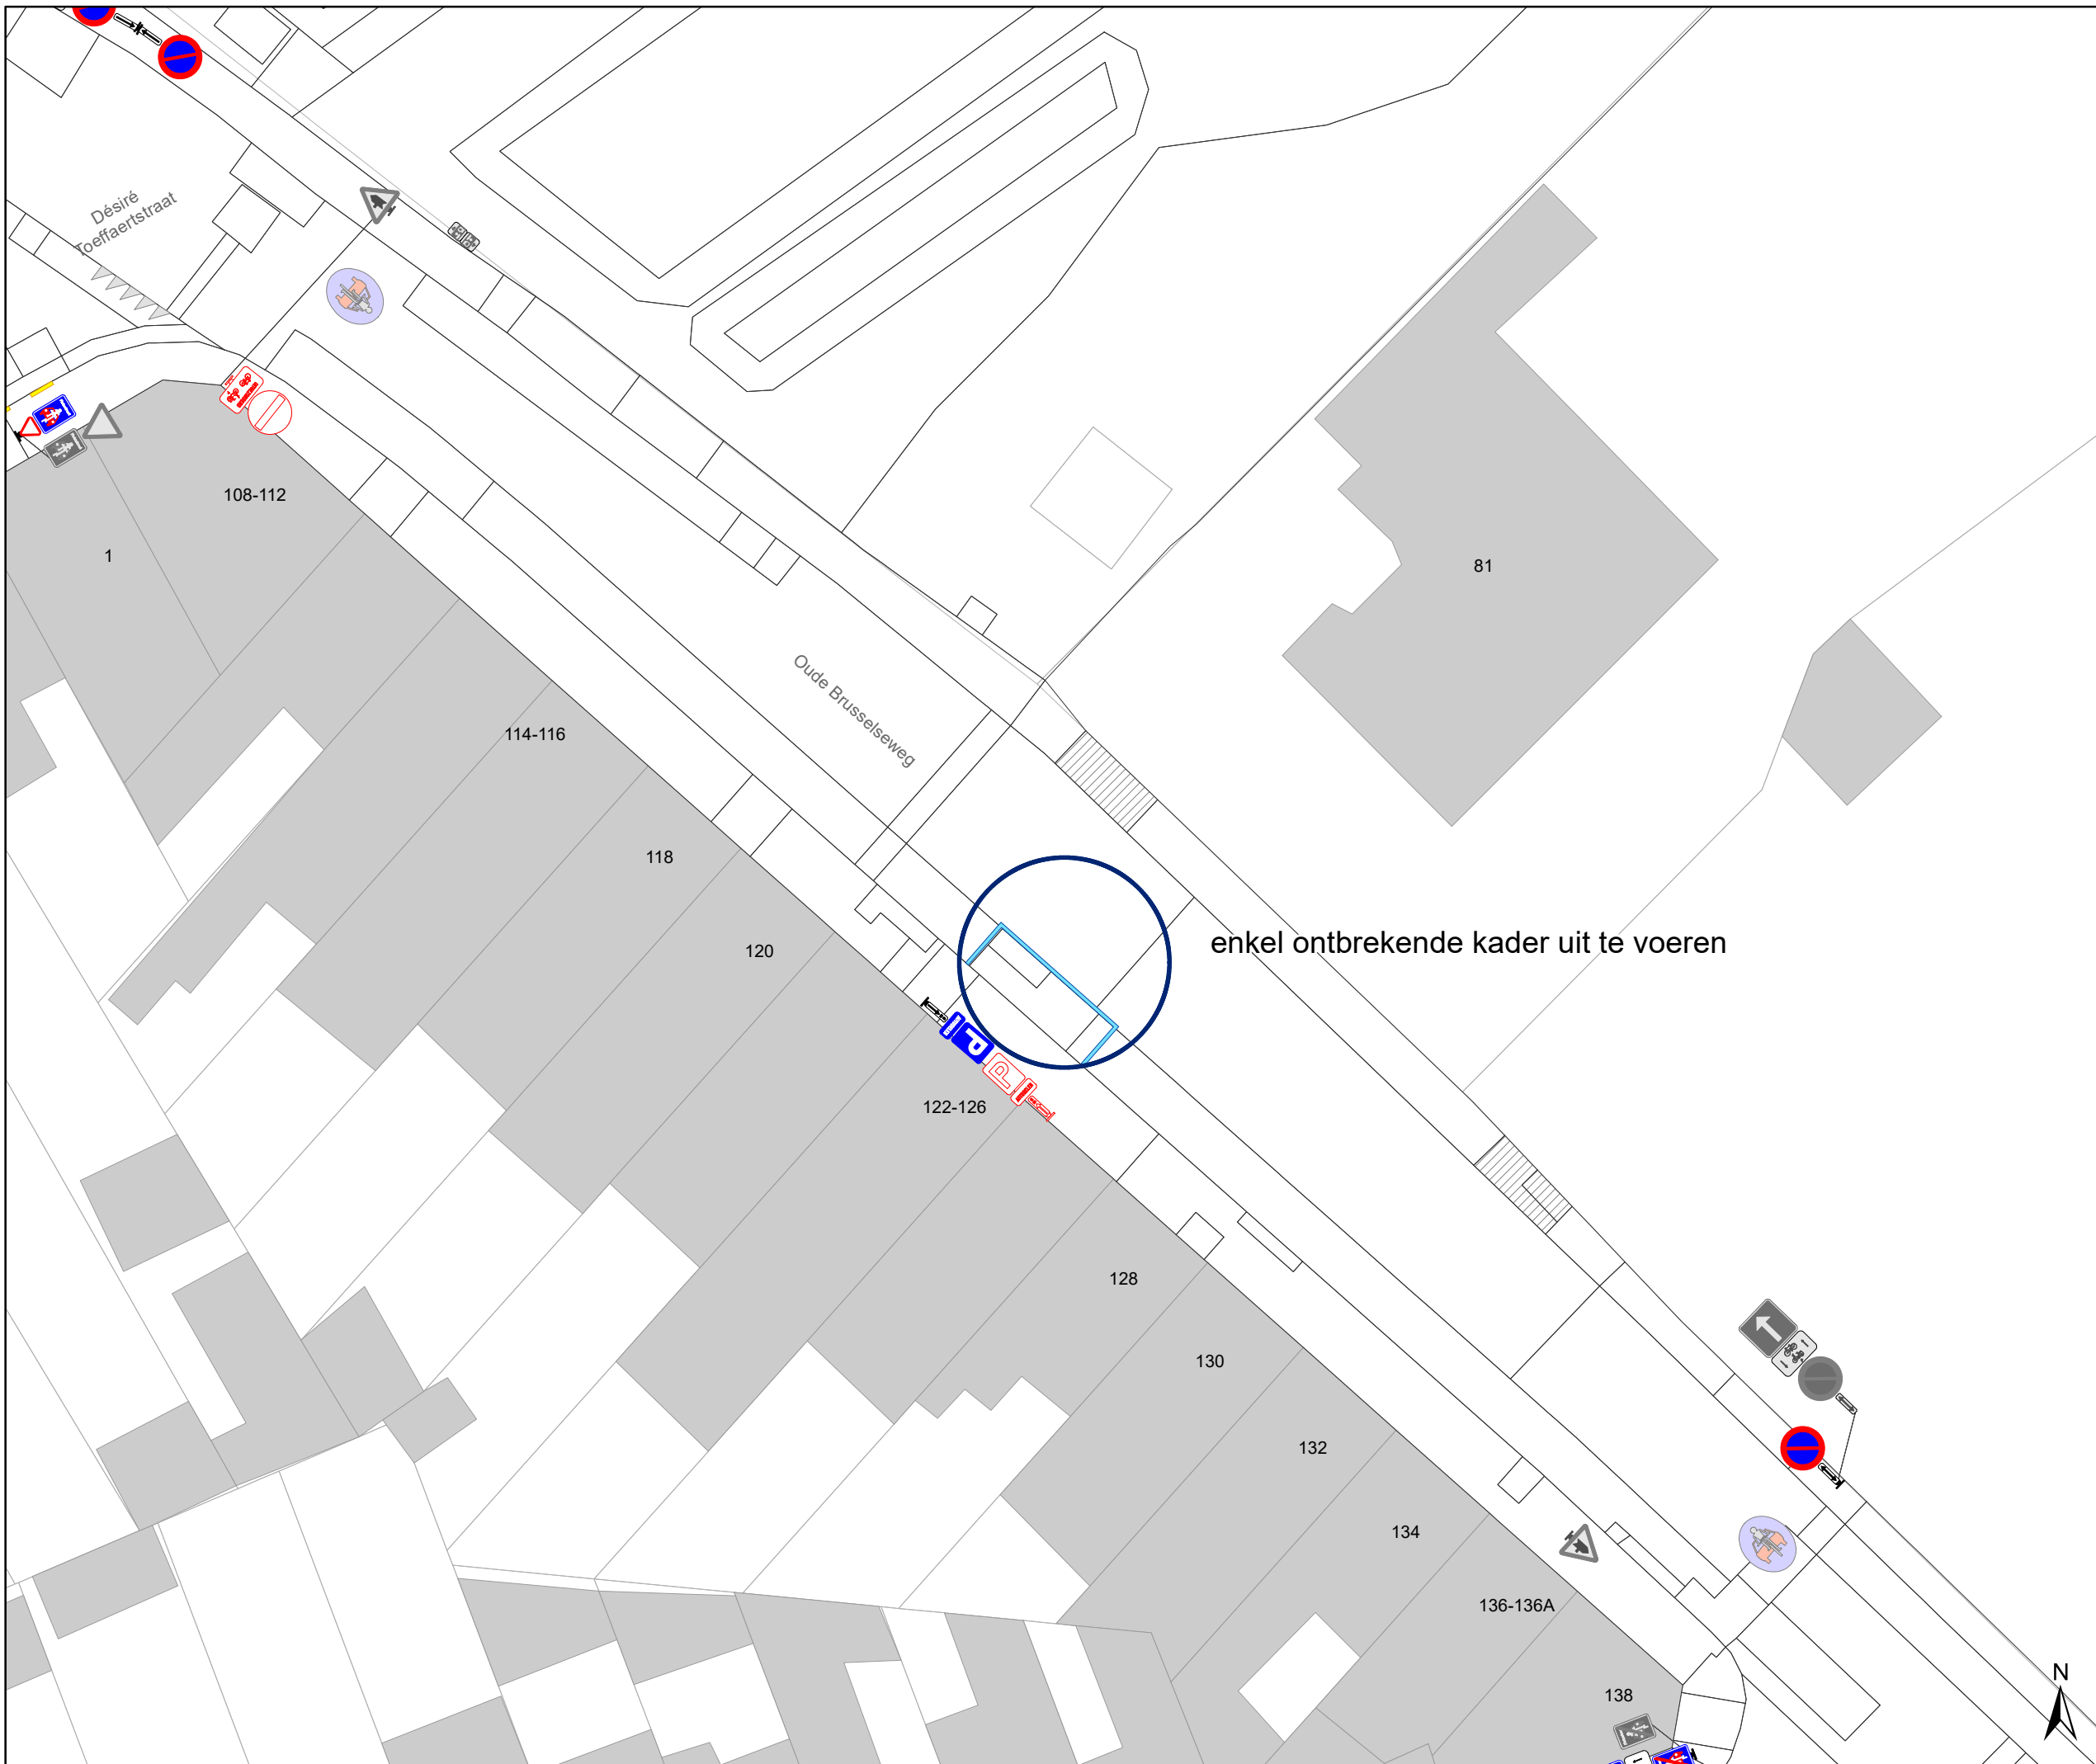 Désiré
Toeffaertstraat
108-112
1
81
Oude Brusselseweg
114-116
118
enkel ontbrekende kader uit te voeren
120
P
P
122-126
128
130
132
134
136-136A
N
138